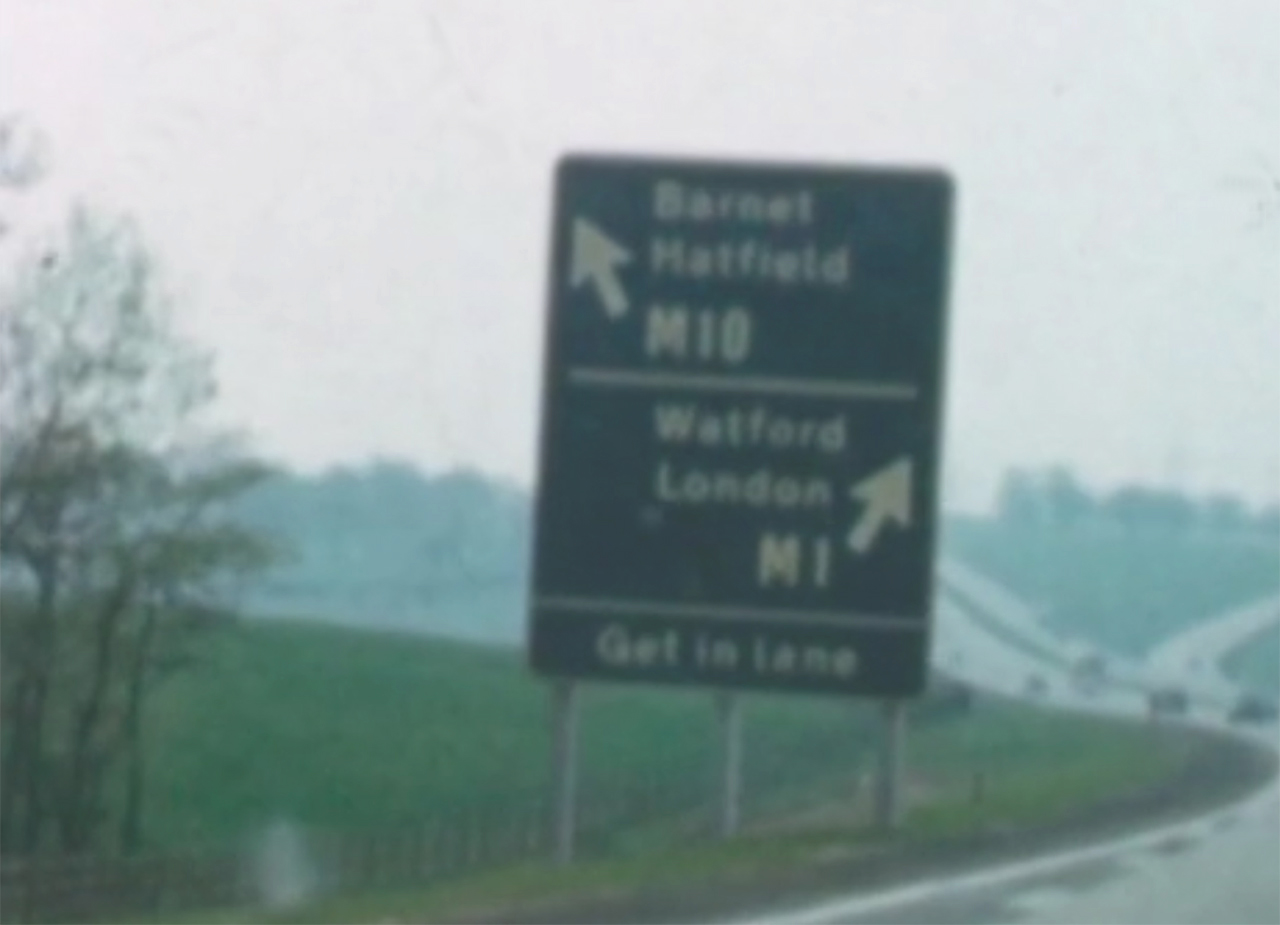 Barnet
Hatfield
M10
Watford
London
M1
Get in lane